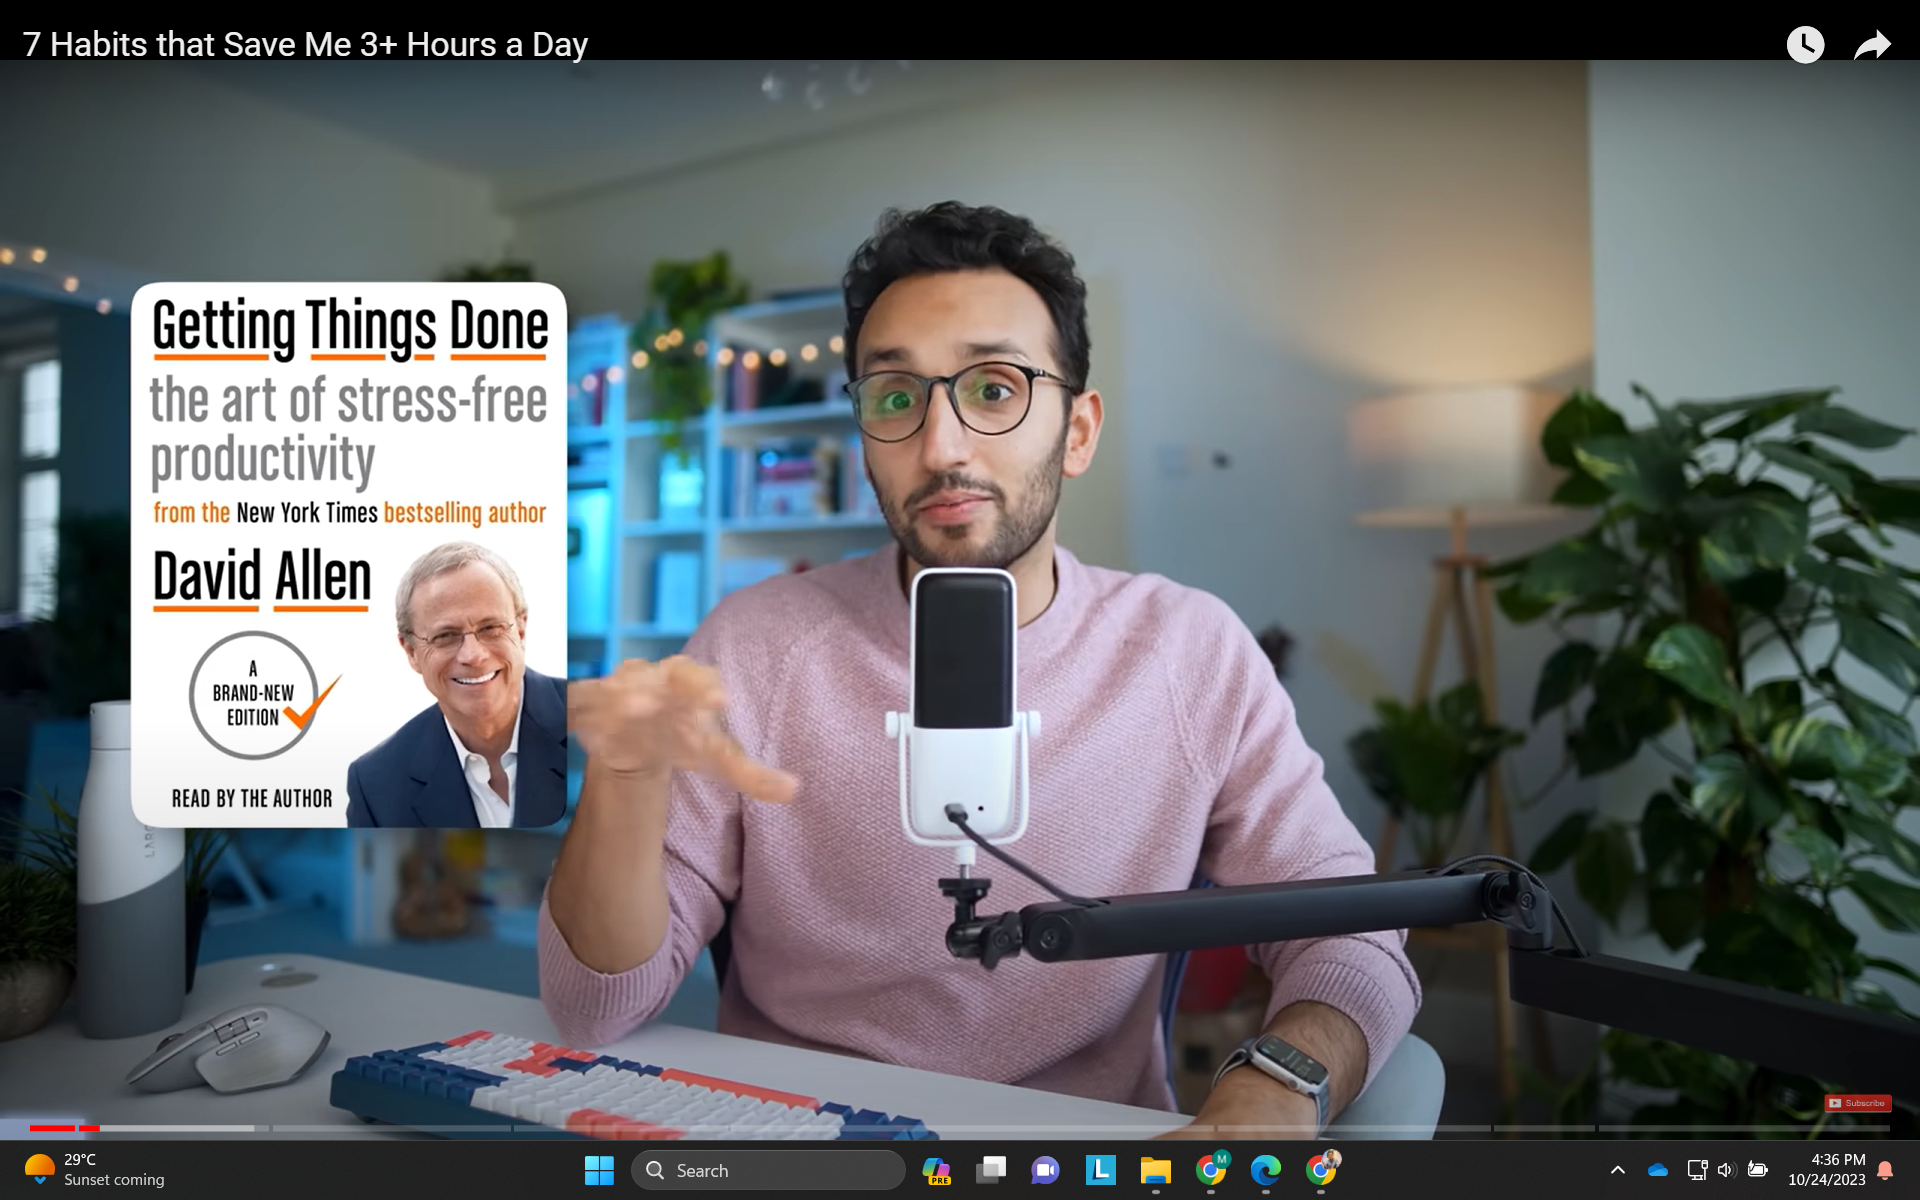 7 Habits that Save Me 3+ Hours a Day
Getting Things Done
the art of stress-free
productivity
from the New York Times bestselling author
David Allen
A
BRAND-NEW
EDITION
READ BY THE AUTHOR
Subscribe
29°C
Sunset coming
Search
PRE
M
4:36 PM
10/24/2023